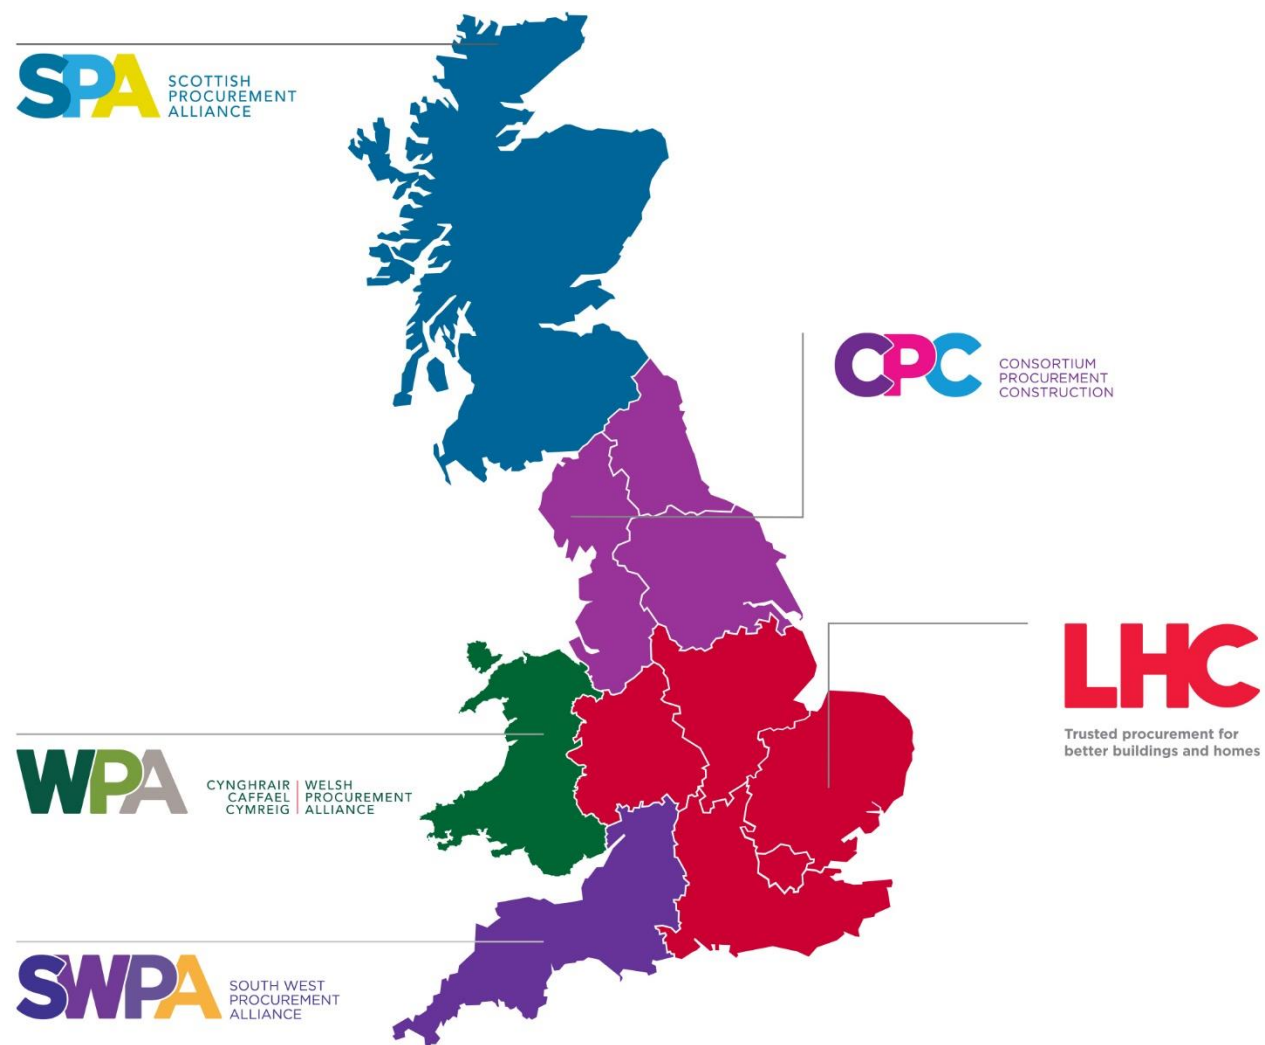 SPA
SCOTTISH
PROCUREMENT
ALLIANCE
CPC
CONSORTIUM
PROCUREMENT
CONSTRUCTION
LHC
Trusted procurement for
better buildings and homes
WPA
CYNGHRAIR
CAFFAEL
CYMREIG
WELSH
PROCUREMENT
ALLIANCE
SWPA
SOUTH WEST
PROCUREMENT
ALLIANCE